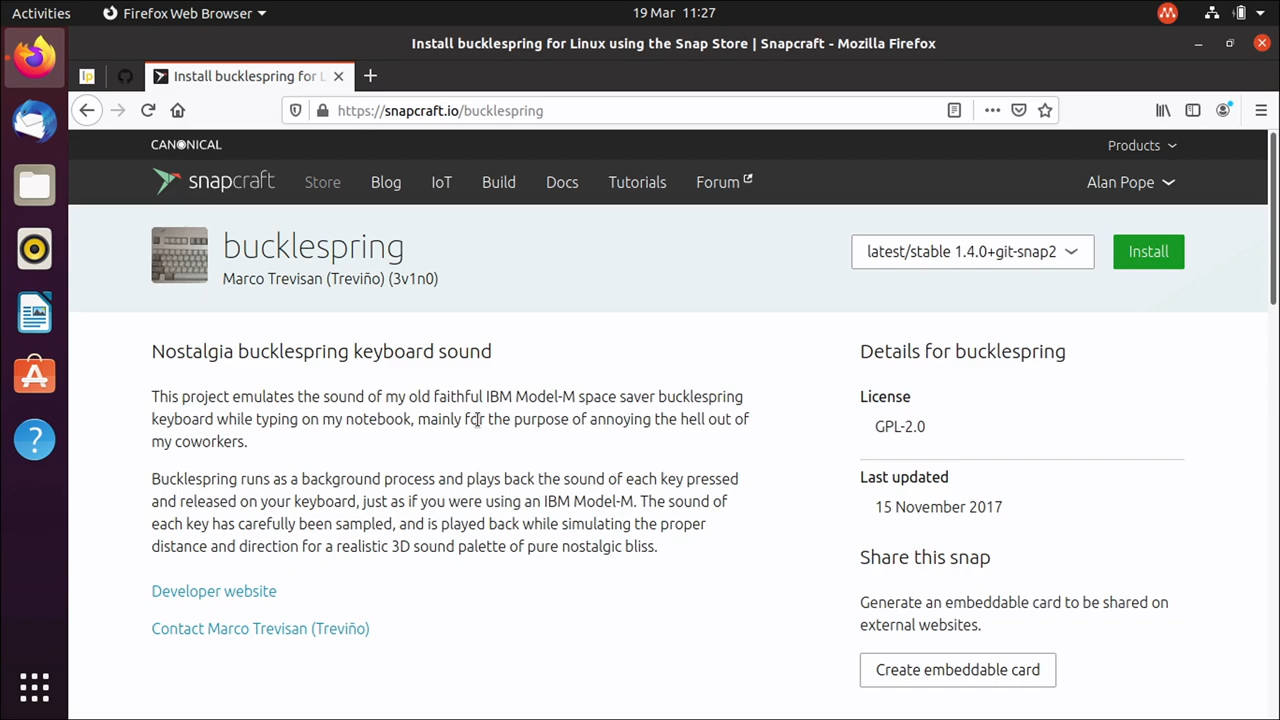 Activities
Firefox Web Browser
19 Mar 11:27
Install bucklespring for Linux using the Snap Store | Snapcraft - Mozilla Firefox
lp
Install bucklespring for L
https://snapcraft.io/bucklespring
CANONICAL
Products
snapcraft
Store
Blog
IoT
Build
Docs
Tutorials
Forum
Alan Pope
bucklespring
Marco Trevisan (Treviño) (3v1n0)
latest/stable 1.4.0+git-snap2
Install
Nostalgia bucklespring keyboard sound
This project emulates the sound of my old faithful IBM Model-M space saver bucklespring
keyboard while typing on my notebook, mainly for the purpose of annoying the hell out of
my coworkers.
Bucklespring runs as a background process and plays back the sound of each key pressed
and released on your keyboard, just as if you were using an IBM Model-M. The sound of
each key has carefully been sampled, and is played back while simulating the proper
distance and direction for a realistic 3D sound palette of pure nostalgic bliss.
Developer website
Contact Marco Trevisan (Treviño)
Details for bucklespring
License
GPL-2.0
Last updated
15 November 2017
Share this snap
Generate an embeddable card to be shared on
external websites.
Create embeddable card